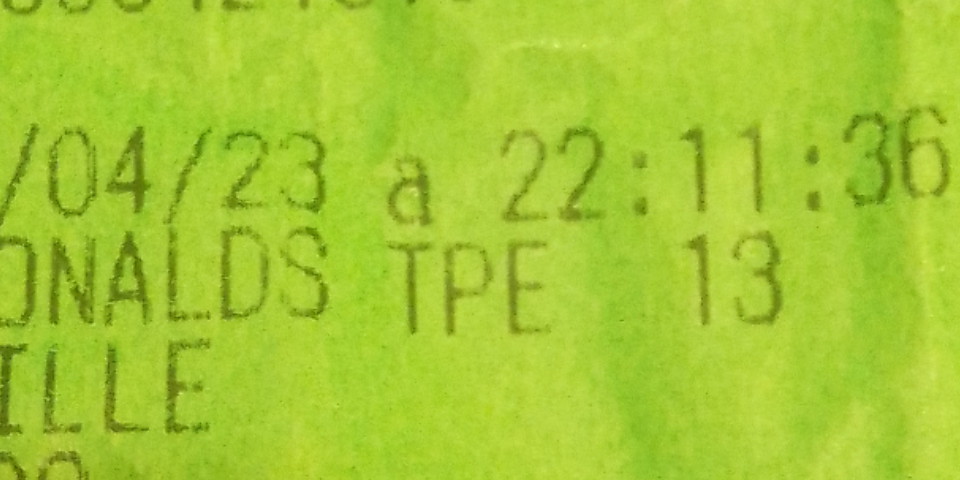 /04/23 a 22:11:36
ONALDS TPE 13
ILLE